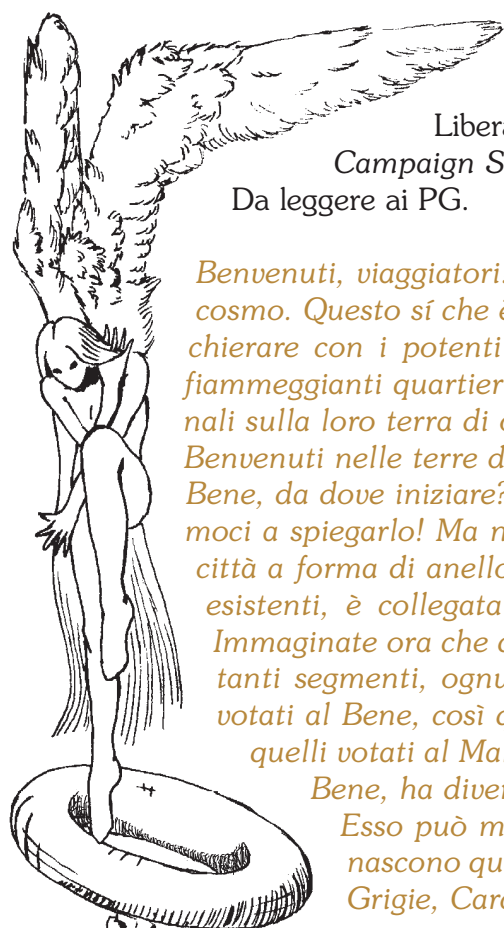 Libera
Campaign S
Da leggere ai PG.
Benvenuti, viaggiatori.
cosmo. Questo sí che è
chierare con i potenti
fiammeggianti quartier
nali sulla loro terra di
Benvenuti nelle terre d
Bene, da dove iniziare?
moci a spiegarlo! Ma n
città a forma di anello
esistenti, è collegata
Immaginate ora che
tanti segmenti, ognu
votati al Bene, così
quelli votati al Ma
Bene, ha diver
Esso può m
nascono qu
Grigie, Card